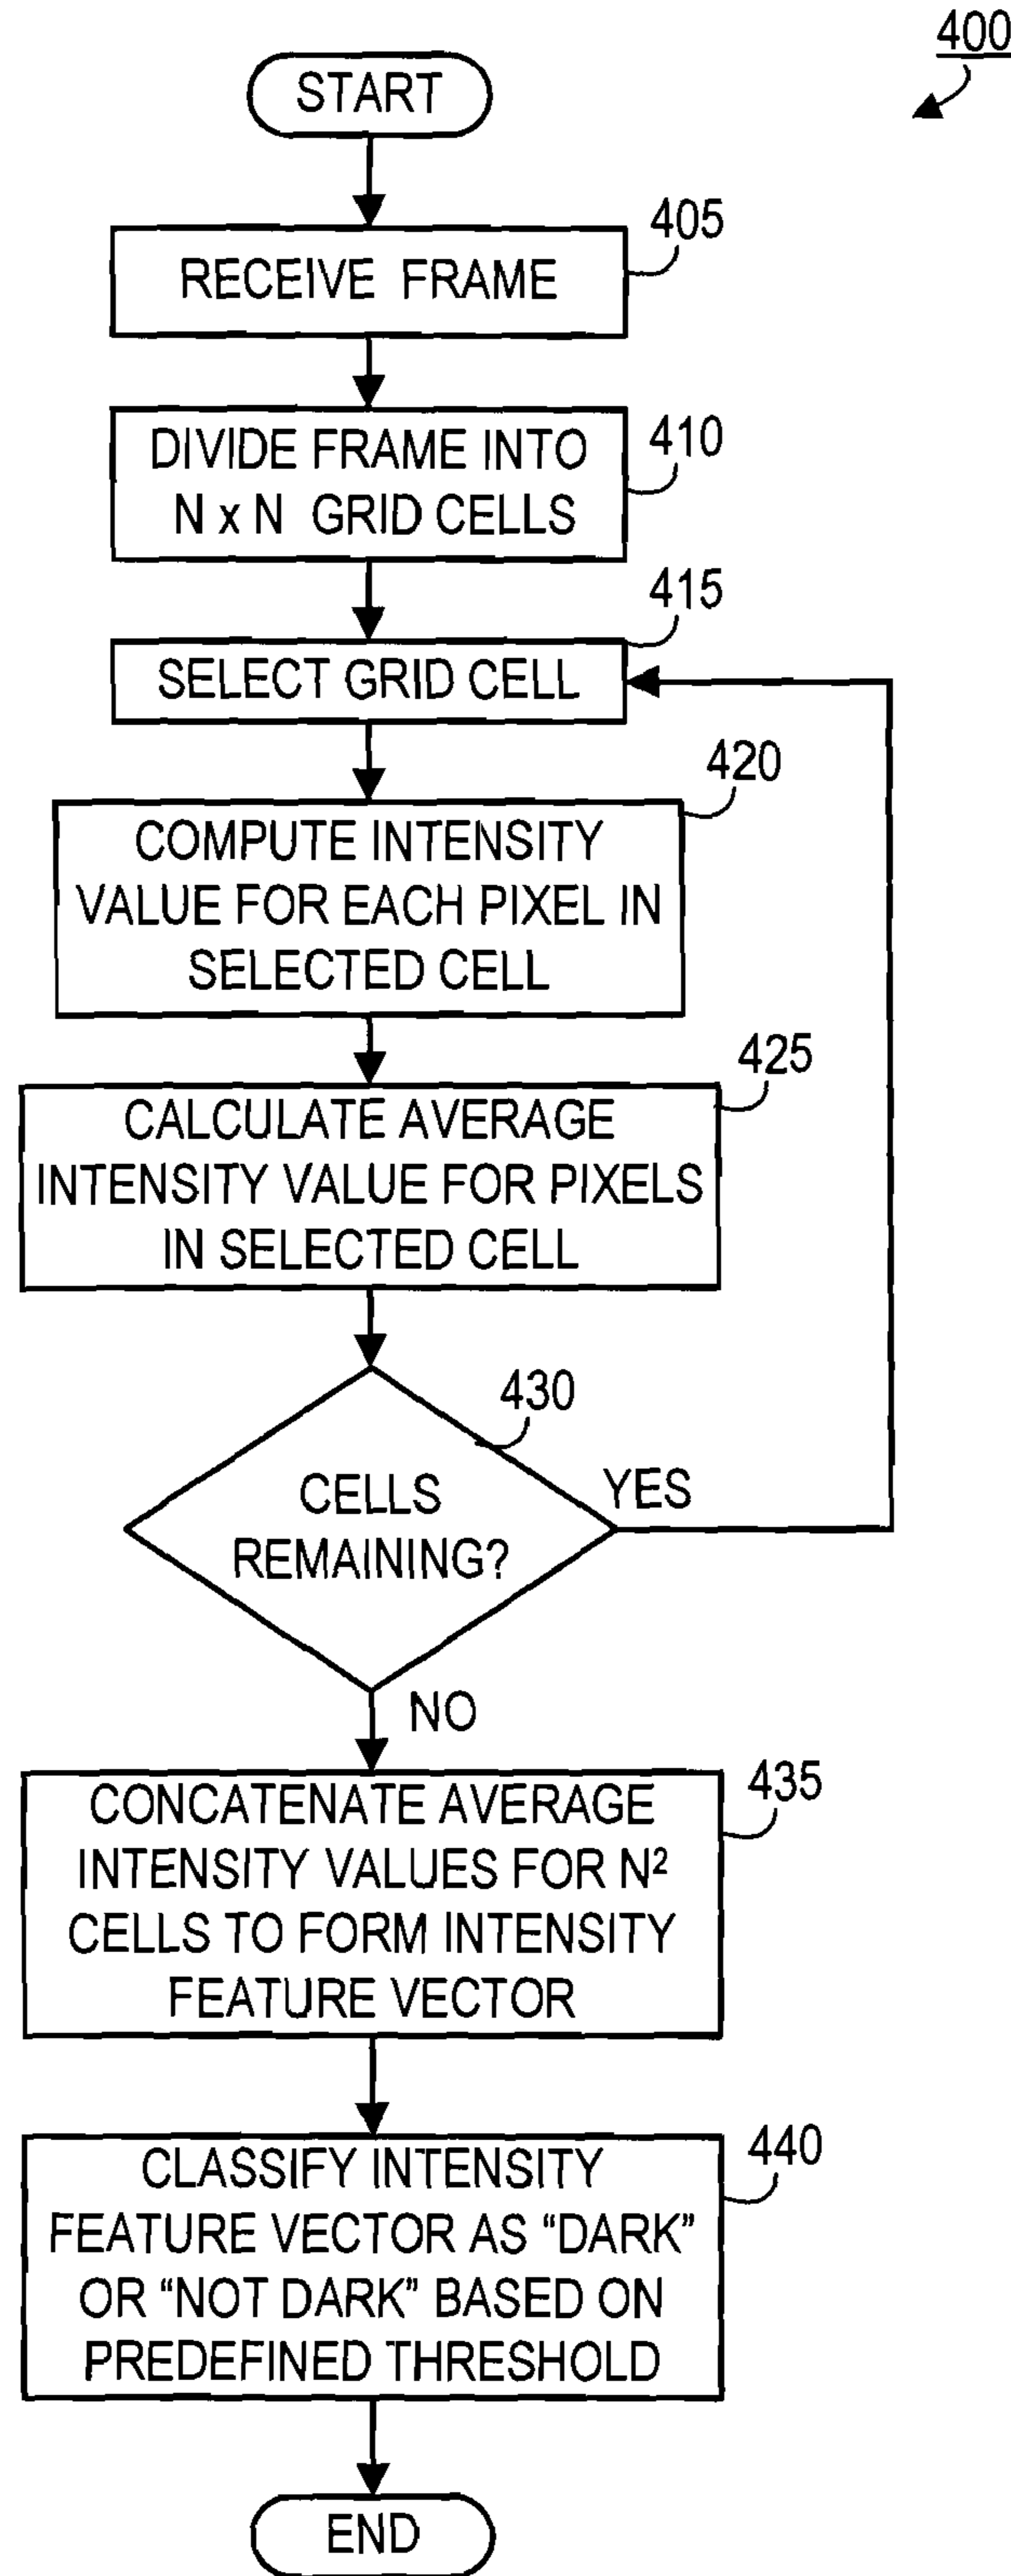 400
START
405
RECEIVE FRAME
410
DIVIDE FRAME INTO
N x N GRID CELLS
415
SELECT GRID CELL
420
COMPUTE INTENSITY
VALUE FOR EACH PIXEL IN
SELECTED CELL
425
CALCULATE AVERAGE
INTENSITY VALUE FOR PIXELS
IN SELECTED CELL
430
CELLS
REMAINING?
YES
NO
435
CONCATENATE AVERAGE
INTENSITY VALUES FOR N²
CELLS TO FORM INTENSITY
FEATURE VECTOR
440
CLASSIFY INTENSITY
FEATURE VECTOR AS “DARK”
OR “NOT DARK” BASED ON
PREDEFINED THRESHOLD
END